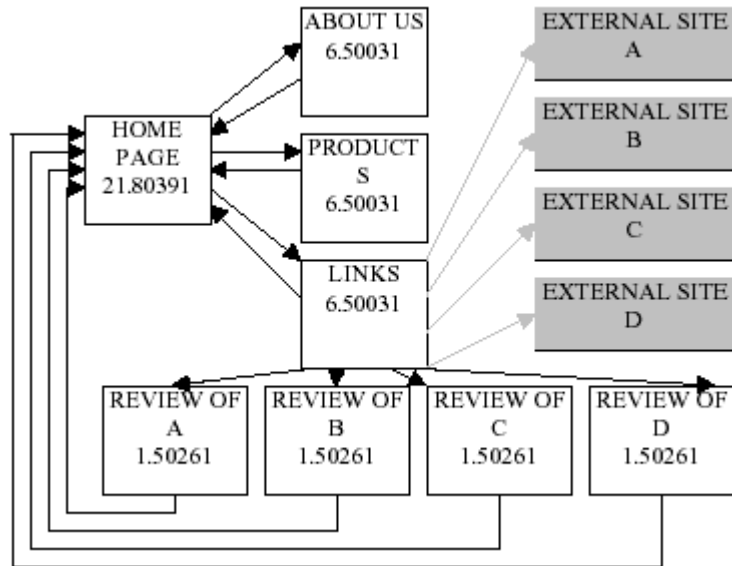 ABOUT US
6.50031
EXTERNAL SITE
A
HOME
PAGE
21.80391
PRODUCT
S
6.50031
EXTERNAL SITE
B
EXTERNAL SITE
C
LINKS
6.50031
EXTERNAL SITE
D
REVIEW OF
A
1.50261
REVIEW OF
B
1.50261
REVIEW OF
C
1.50261
REVIEW OF
D
1.50261